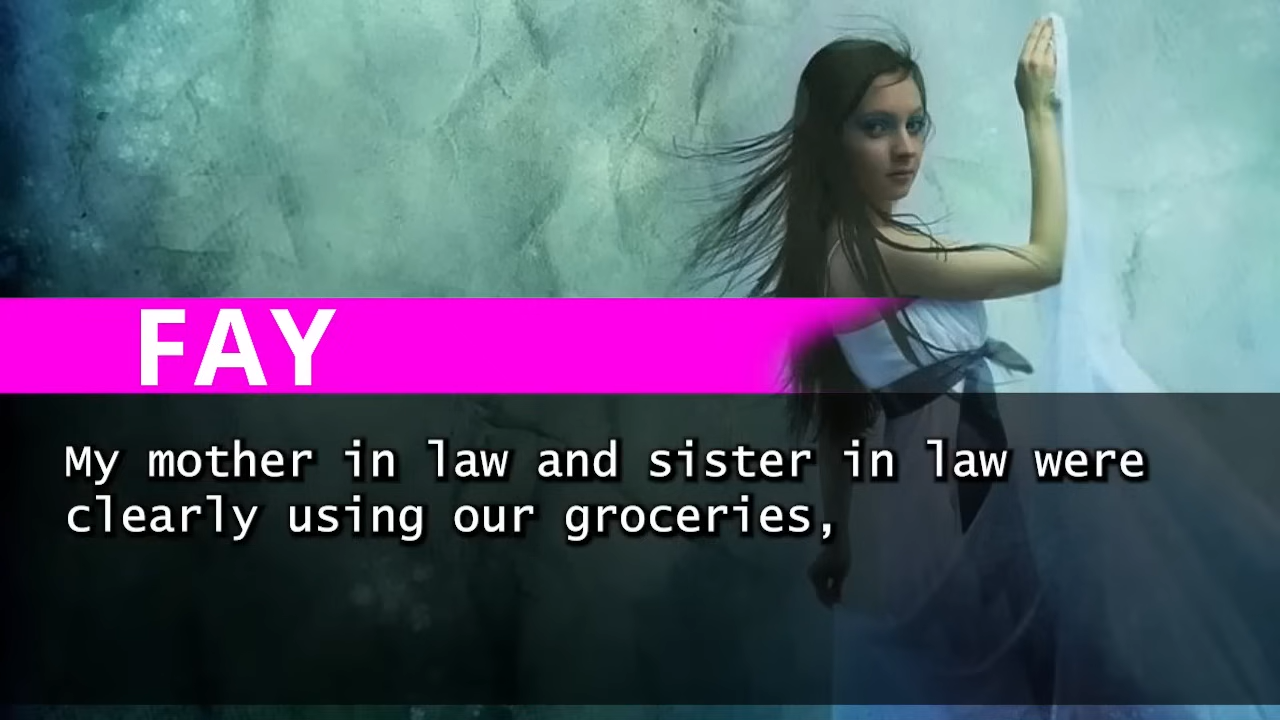 FAY
My mother in law and sister in law were
clearly using our groceries,